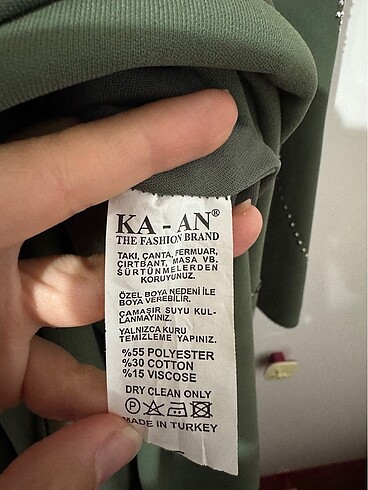 KA - AN®
THE FASHION BRAND
TAKI, ÇANTA, FERMUAR,
ÇIRTBANT, MASA VB.
SÜRTÜNMELERDEN
KORUYUNUZ.
ÖZEL BOYA NEDENİ İLE
BOYA VEREBİLİR.
ÇAMAŞIR SUYU KUL-
LANMAYINIZ.
YALNIZCA KURU
TEMİZLEME YAPINIZ.
%55 POLYESTER
%30 COTTON
%15 VISCOSE
DRY CLEAN ONLY
P
MADE IN TURKEY